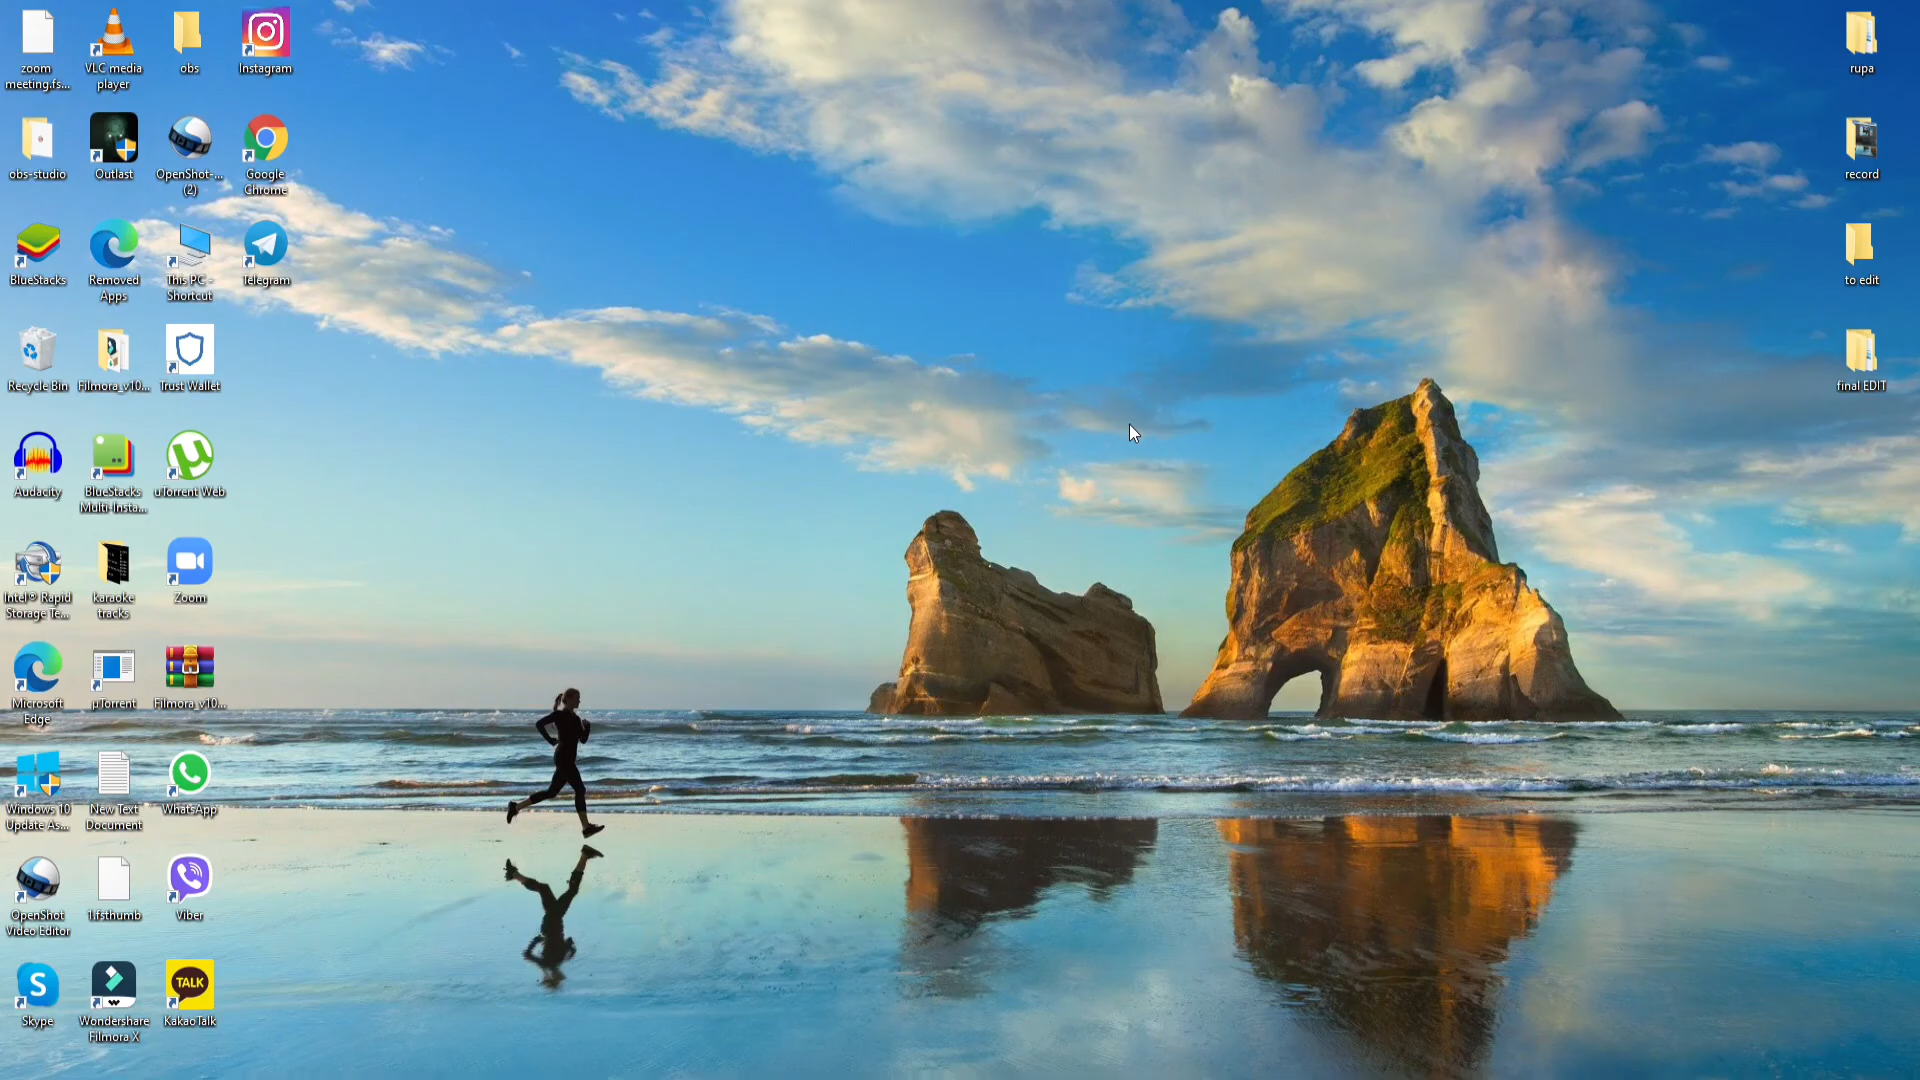 zoom
meeting.fs...
VLC media
player
obs
Instagram
obs-studio
Outlast
OpenShot-...
(2)
Google
Chrome
BlueStacks
Removed
Apps
This PC -
Shortcut
Telegram
Recycle Bin
Filmora_v10...
Trust Wallet
Audacity
BlueStacks
Multi-Insta...
uTorrent Web
Intel® Rapid
Storage Te...
karaoke
tracks
Zoom
Microsoft
Edge
µTorrent
Filmora_v10...
Windows 10
Update As...
New Text
Document
WhatsApp
OpenShot
Video Editor
1.fsthumb
Viber
Skype
Wondershare
Filmora X
TALK
KakaoTalk
rupa
record
to edit
final EDIT